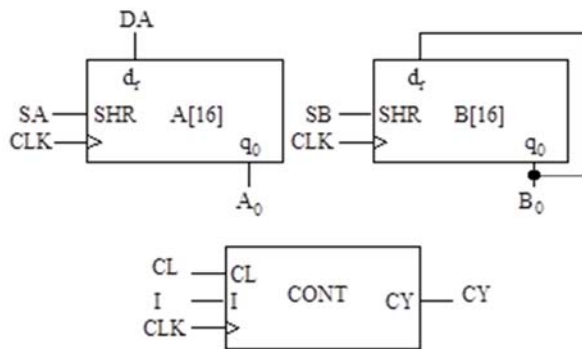 DA
dr dr
SA SHR A[16] SB SHR B[16]
CLK CLK
q0 q0
A0 B0
CL CL
I I CONT CY CY
CLK